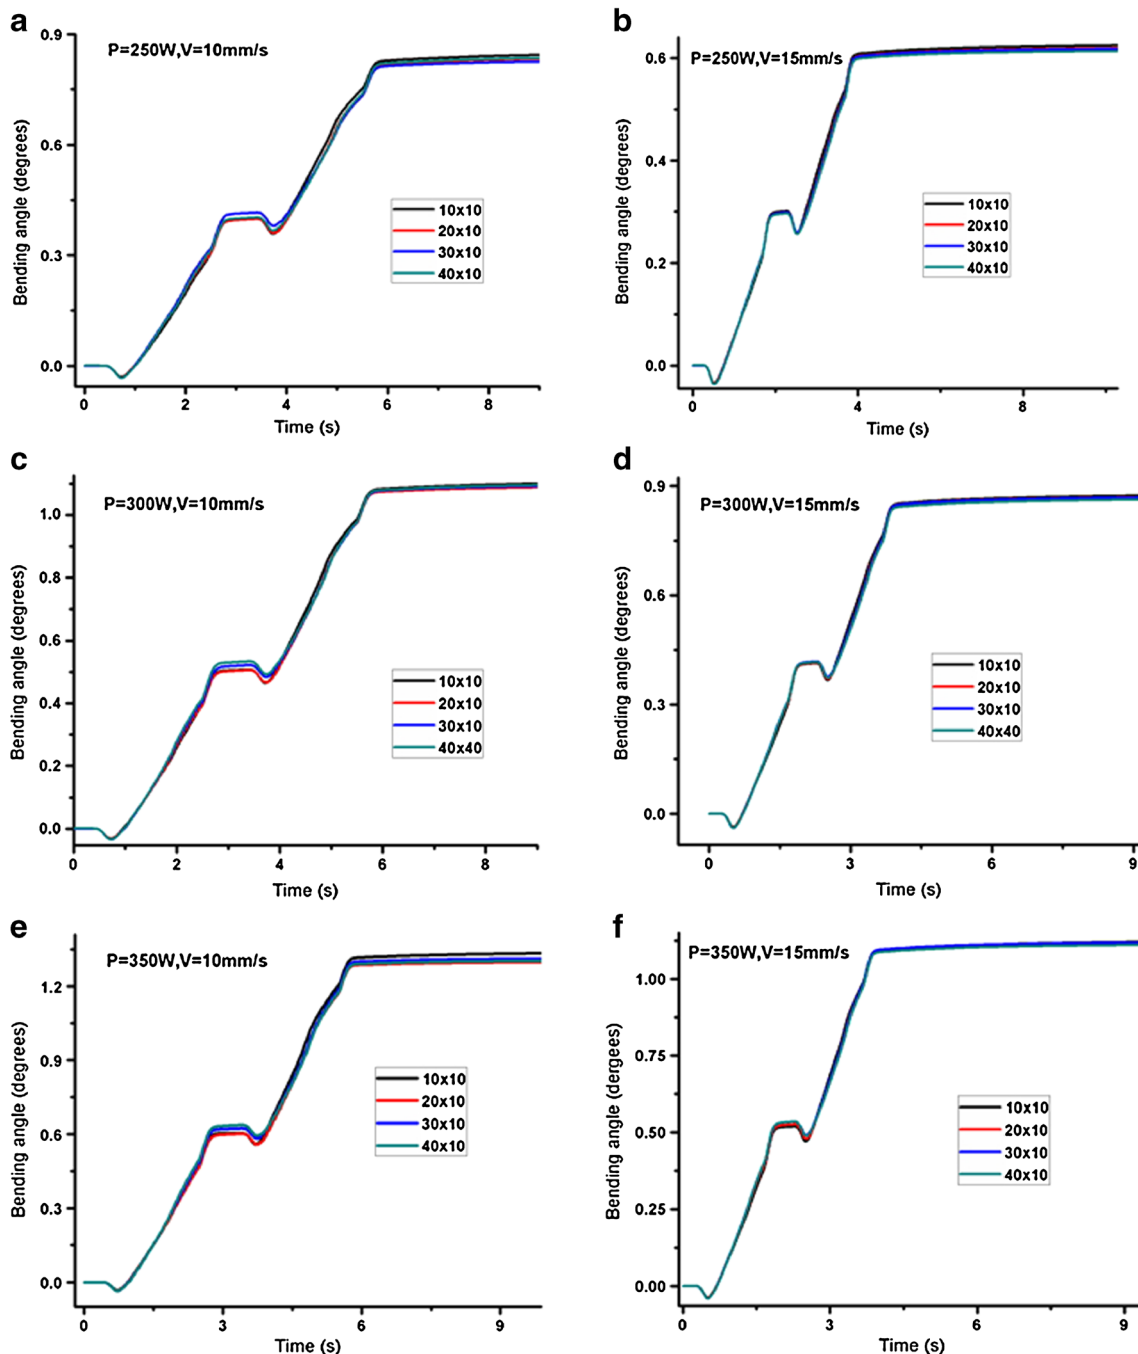 a
P=250W,V=10mm/s
0.9
0.6
0.3
0.0
Bending angle (degrees)
10x10
20x10
30x10
40x10
0 2 4 6 8
Time (s)
b
P=250W,V=15mm/s
0.6
0.4
0.2
0.0
Bending angle (degrees)
10x10
20x10
30x10
40x10
0 4 8
Time (s)
c
P=300W,V=10mm/s
1.0
0.8
0.6
0.4
0.2
0.0
Bending angle (degrees)
10x10
20x10
30x10
40x40
0 2 4 6 8
Time (s)
d
P=300W,V=15mm/s
0.9
0.6
0.3
0.0
Bending angle (degrees)
10x10
20x10
30x10
40x40
0 3 6 9
Time (s)
e
P=350W,V=10mm/s
1.2
0.9
0.6
0.3
0.0
Bending angle (degrees)
10x10
20x10
30x10
40x10
0 3 6 9
Time (s)
f
P=350W,V=15mm/s
1.00
0.75
0.50
0.25
0.00
Bending angle (dergees)
10x10
20x10
30x10
40x10
0 3 6 9
Time (s)